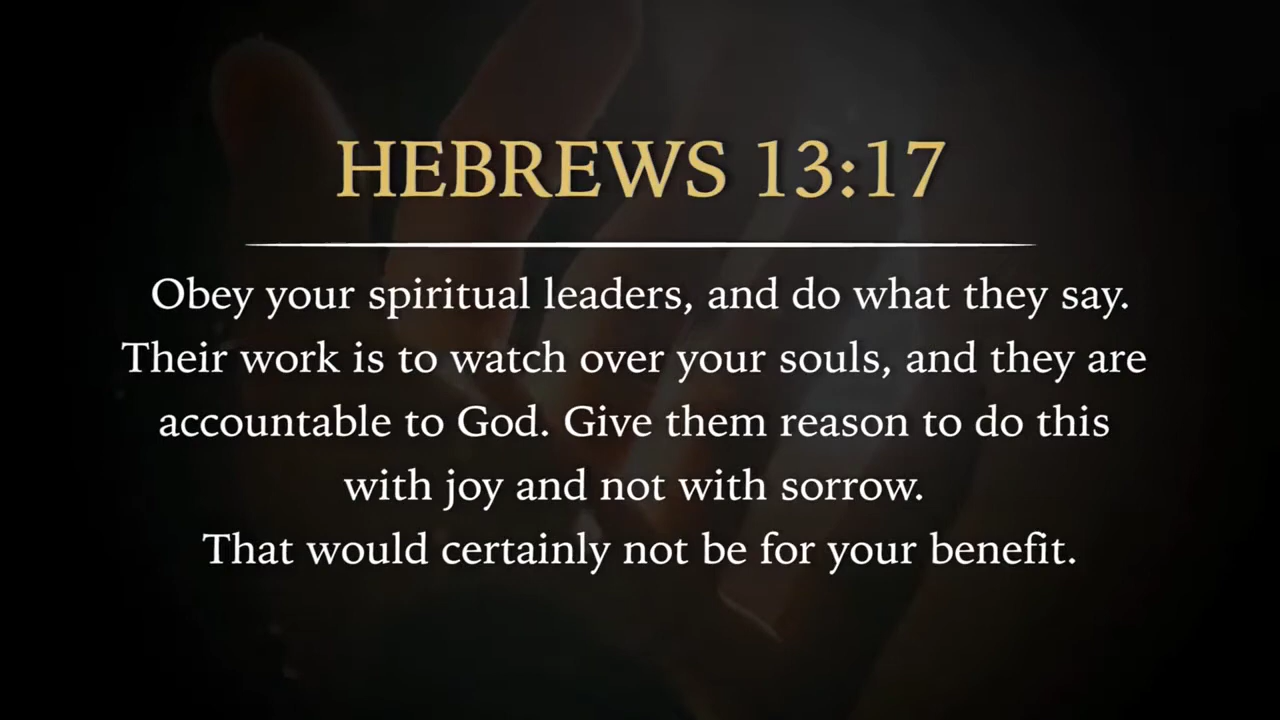 HEBREWS 13:17
Obey your spiritual leaders, and do what they say.
Their work is to watch over your souls, and they are
accountable to God. Give them reason to do this
with joy and not with sorrow.
That would certainly not be for your benefit.